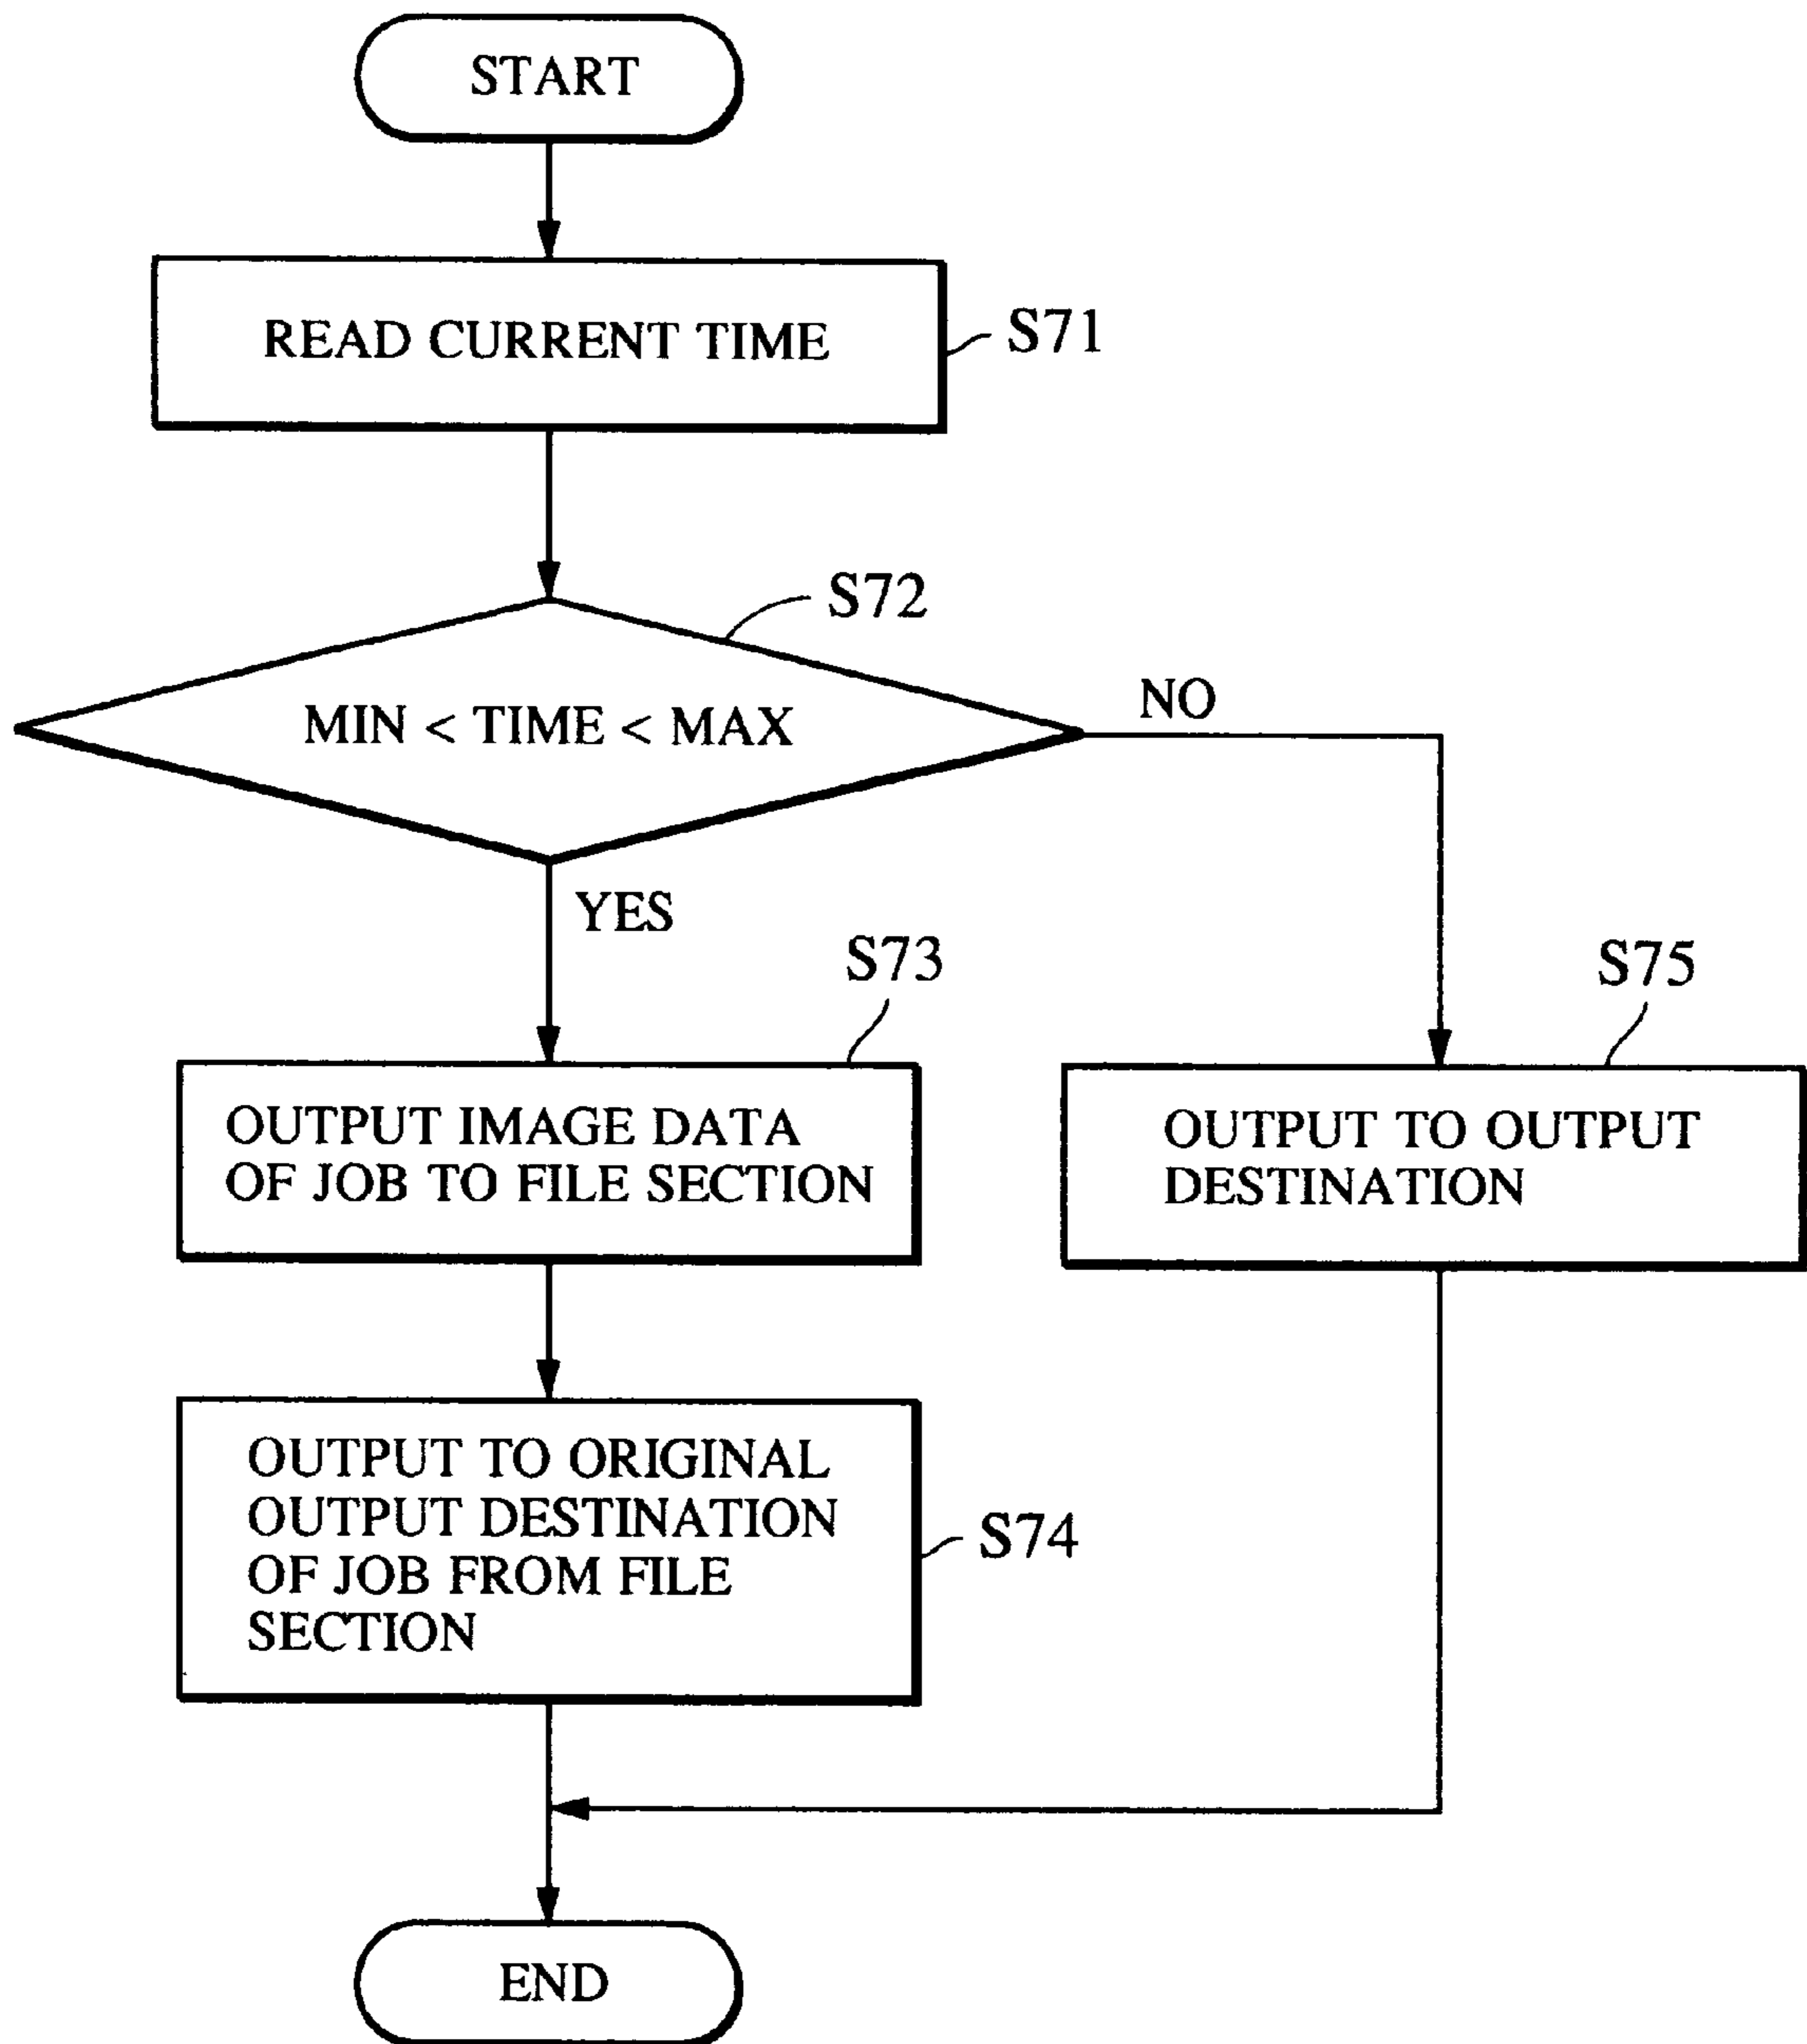 START
READ CURRENT TIME
S71
S72
MIN < TIME < MAX
NO
YES
S73
OUTPUT IMAGE DATA
OF JOB TO FILE SECTION
S75
OUTPUT TO OUTPUT
DESTINATION
OUTPUT TO ORIGINAL
OUTPUT DESTINATION
OF JOB FROM FILE
SECTION
S74
END